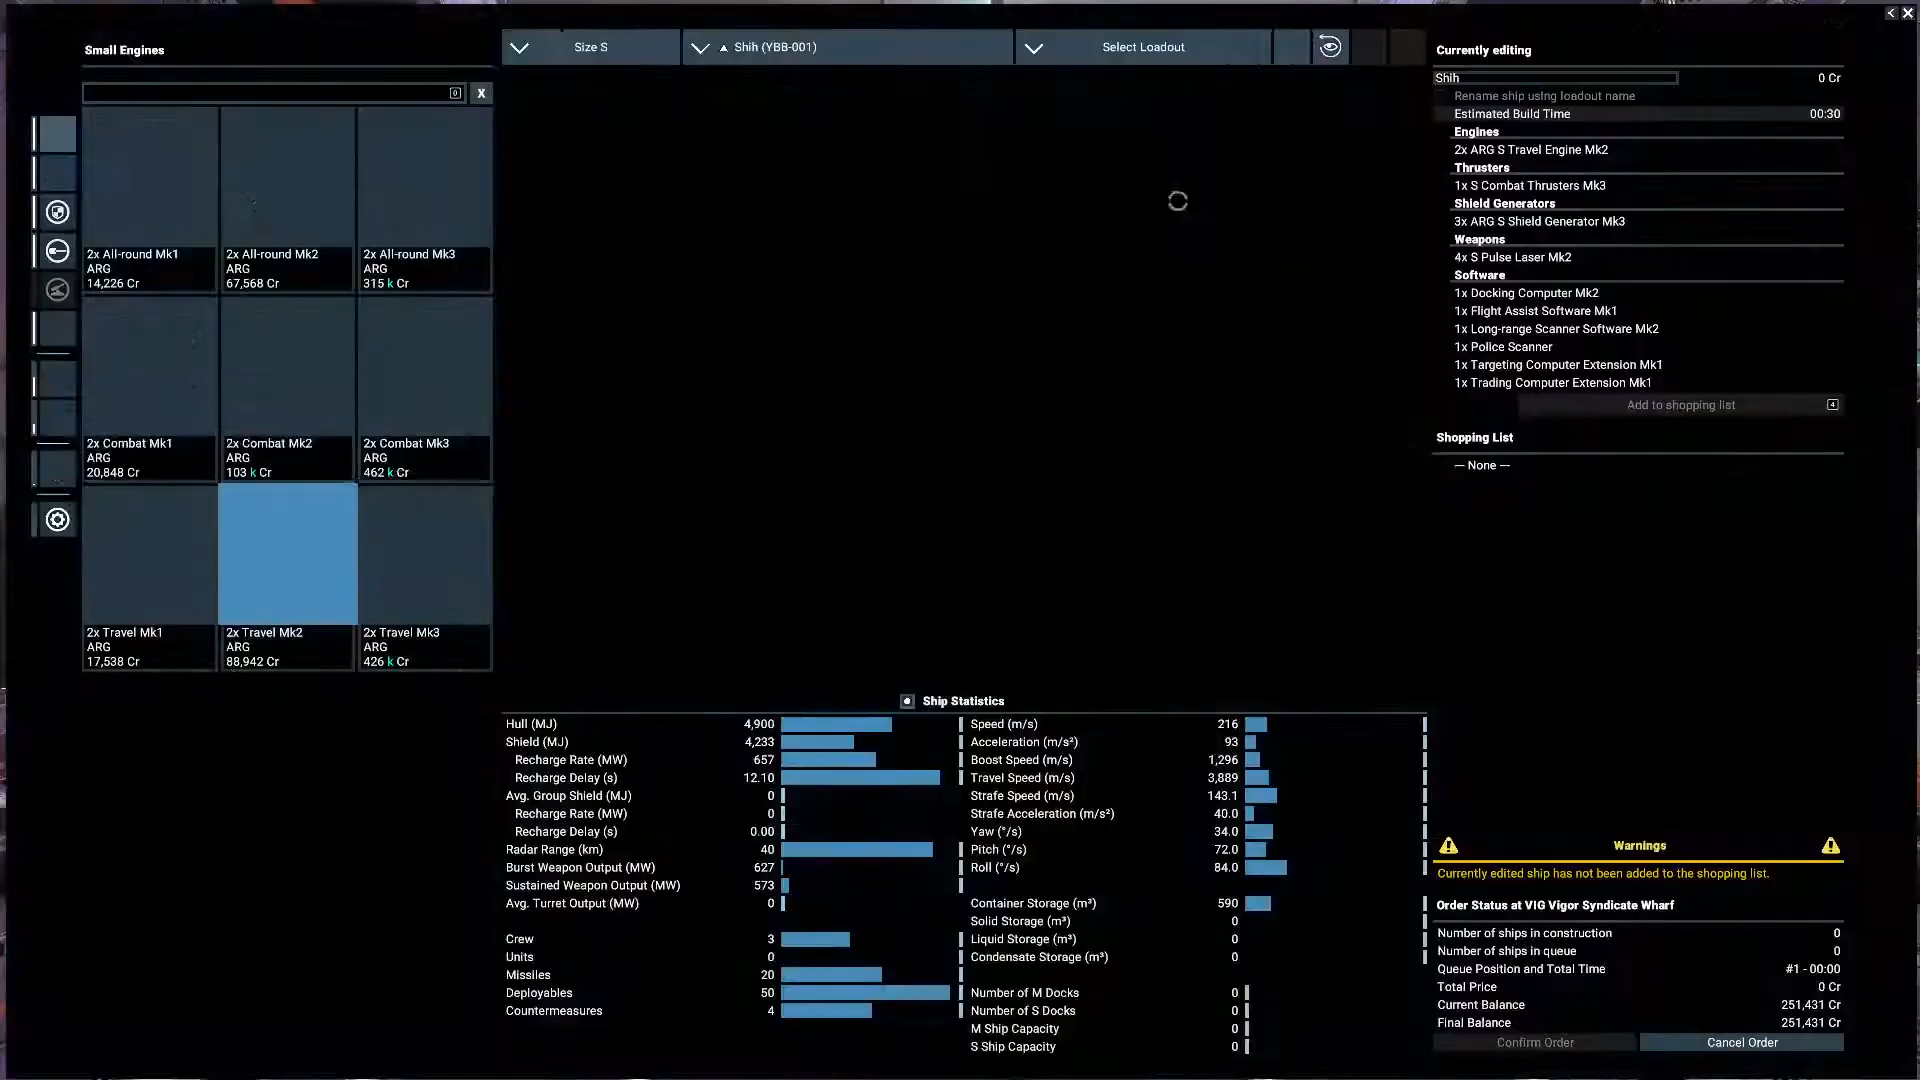 Small Engines
0
X
2x All-round Mk1
ARG
14,226 Cr
2x All-round Mk2
ARG
67,568 Cr
2x All-round Mk3
ARG
315 k Cr
2x Combat Mk1
ARG
20,848 Cr
2x Combat Mk2
ARG
103 k Cr
2x Combat Mk3
ARG
462 k Cr
2x Travel Mk1
ARG
17,538 Cr
2x Travel Mk2
ARG
88,942 Cr
2x Travel Mk3
ARG
426 k Cr
Size S
Shih (YBB-001)
Select Loadout
Ship Statistics
Hull (MJ) 4,900
Shield (MJ) 4,233
Recharge Rate (MW) 657
Recharge Delay (s) 12.10
Avg. Group Shield (MJ) 0
Recharge Rate (MW) 0
Recharge Delay (s) 0.00
Radar Range (km) 40
Burst Weapon Output (MW) 627
Sustained Weapon Output (MW) 573
Avg. Turret Output (MW) 0
Crew 3
Units 0
Missiles 20
Deployables 50
Countermeasures 4
Speed (m/s) 216
Acceleration (m/s²) 93
Boost Speed (m/s) 1,296
Travel Speed (m/s) 3,889
Strafe Speed (m/s) 143.1
Strafe Acceleration (m/s²) 40.0
Yaw (°/s) 34.0
Pitch (°/s) 72.0
Roll (°/s) 84.0
Container Storage (m³) 590
Solid Storage (m³) 0
Liquid Storage (m³) 0
Condensate Storage (m³) 0
Number of M Docks 0
Number of S Docks 0
M Ship Capacity 0
S Ship Capacity 0
Currently editing
Shih 0 Cr
Rename ship using loadout name
Estimated Build Time 00:30
Engines
2x ARG S Travel Engine Mk2
Thrusters
1x S Combat Thrusters Mk3
Shield Generators
3x ARG S Shield Generator Mk3
Weapons
4x S Pulse Laser Mk2
Software
1x Docking Computer Mk2
1x Flight Assist Software Mk1
1x Long-range Scanner Software Mk2
1x Police Scanner
1x Targeting Computer Extension Mk1
1x Trading Computer Extension Mk1
Add to shopping list 4
Shopping List
— None —
Warnings
Currently edited ship has not been added to the shopping list.
Order Status at VIG Vigor Syndicate Wharf
Number of ships in construction 0
Number of ships in queue 0
Queue Position and Total Time #1 - 00:00
Total Price 0 Cr
Current Balance 251,431 Cr
Final Balance 251,431 Cr
Confirm Order
Cancel Order